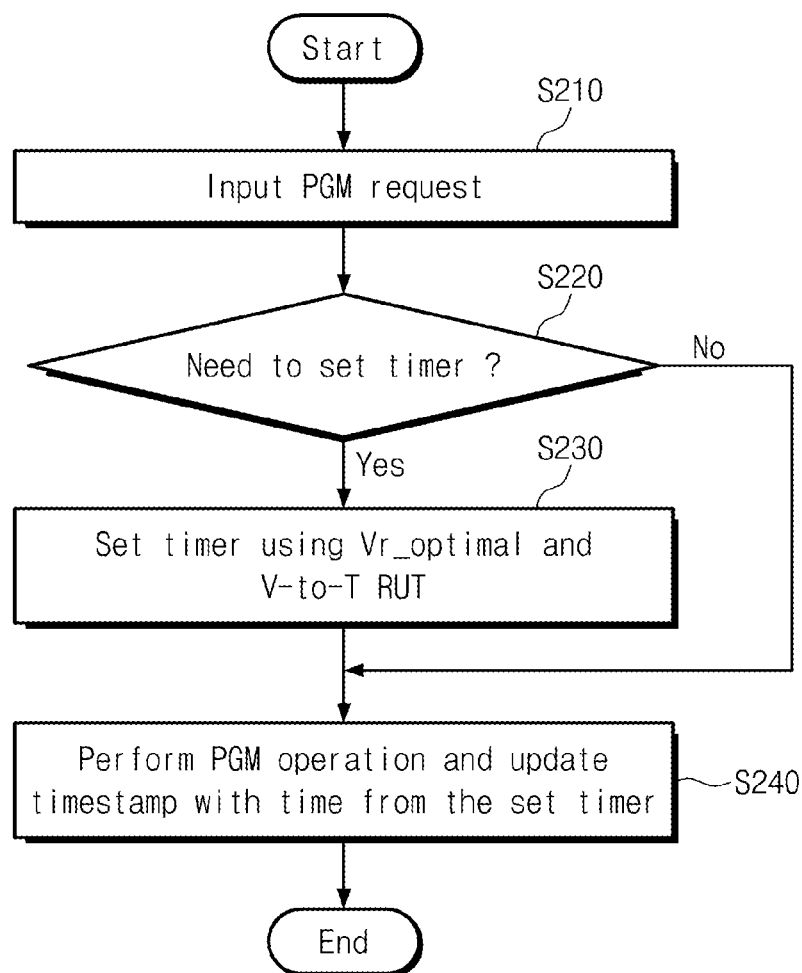 Start
S210
Input PGM request
S220
Need to set timer ?
No
Yes
S230
Set timer using Vr_optimal and
V-to-T RUT
Perform PGM operation and update
timestamp with time from the set timer
S240
End